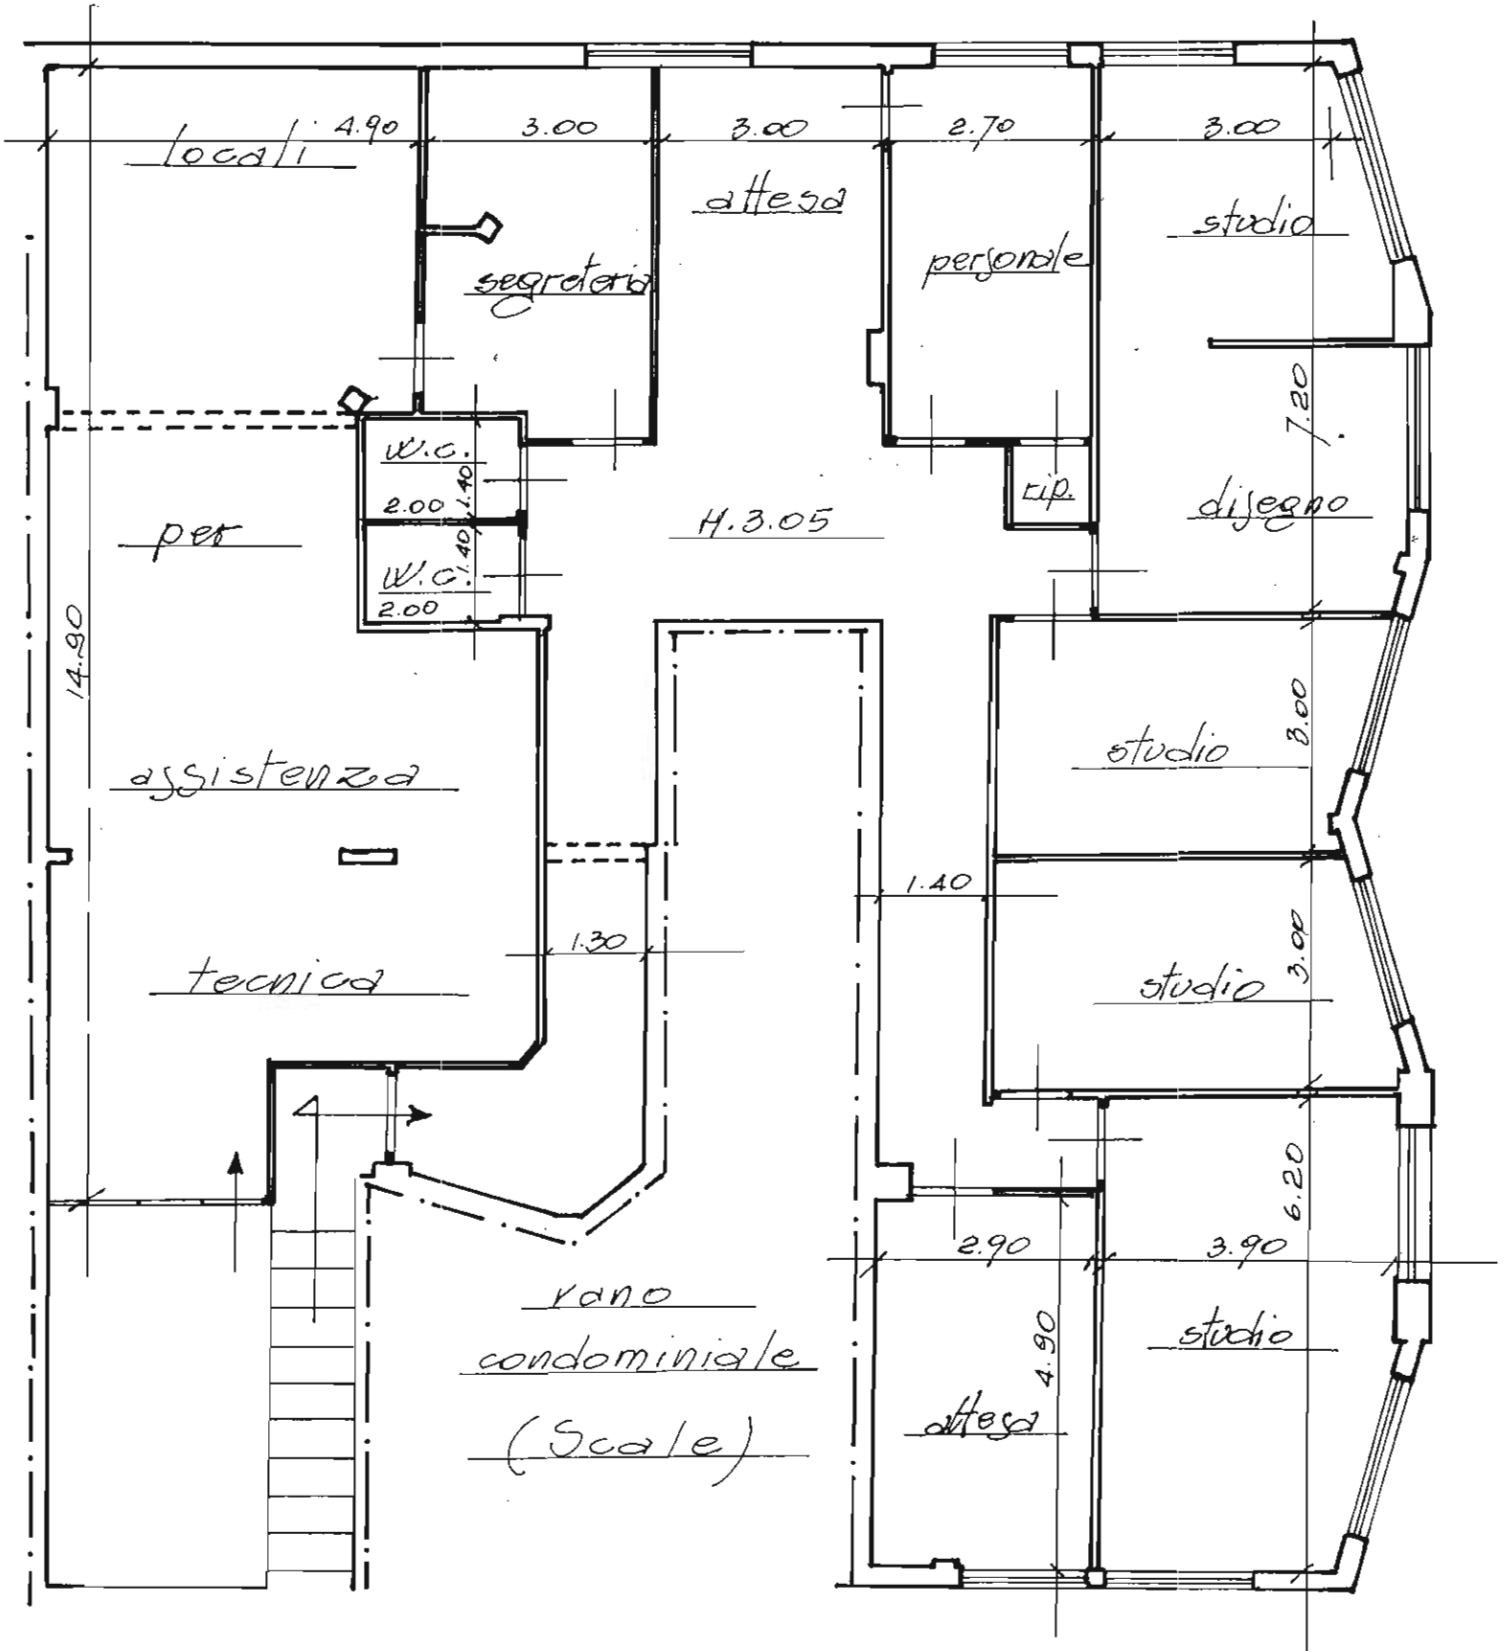 4.90 3.00 3.00 2.70 3.00
locali
attesa
studio
personale
segreteria
7.20
W.C.
1.40
2.00
rip.
disegno
per
H.3.05
1.40
W.C.
2.00
14.90
3.00
studio
assistenza
1.40
1.30
3.00
tecnica
studio
6.20
2.90 3.90
vano
condominiale
studio
4.90
attesa
(Scale)